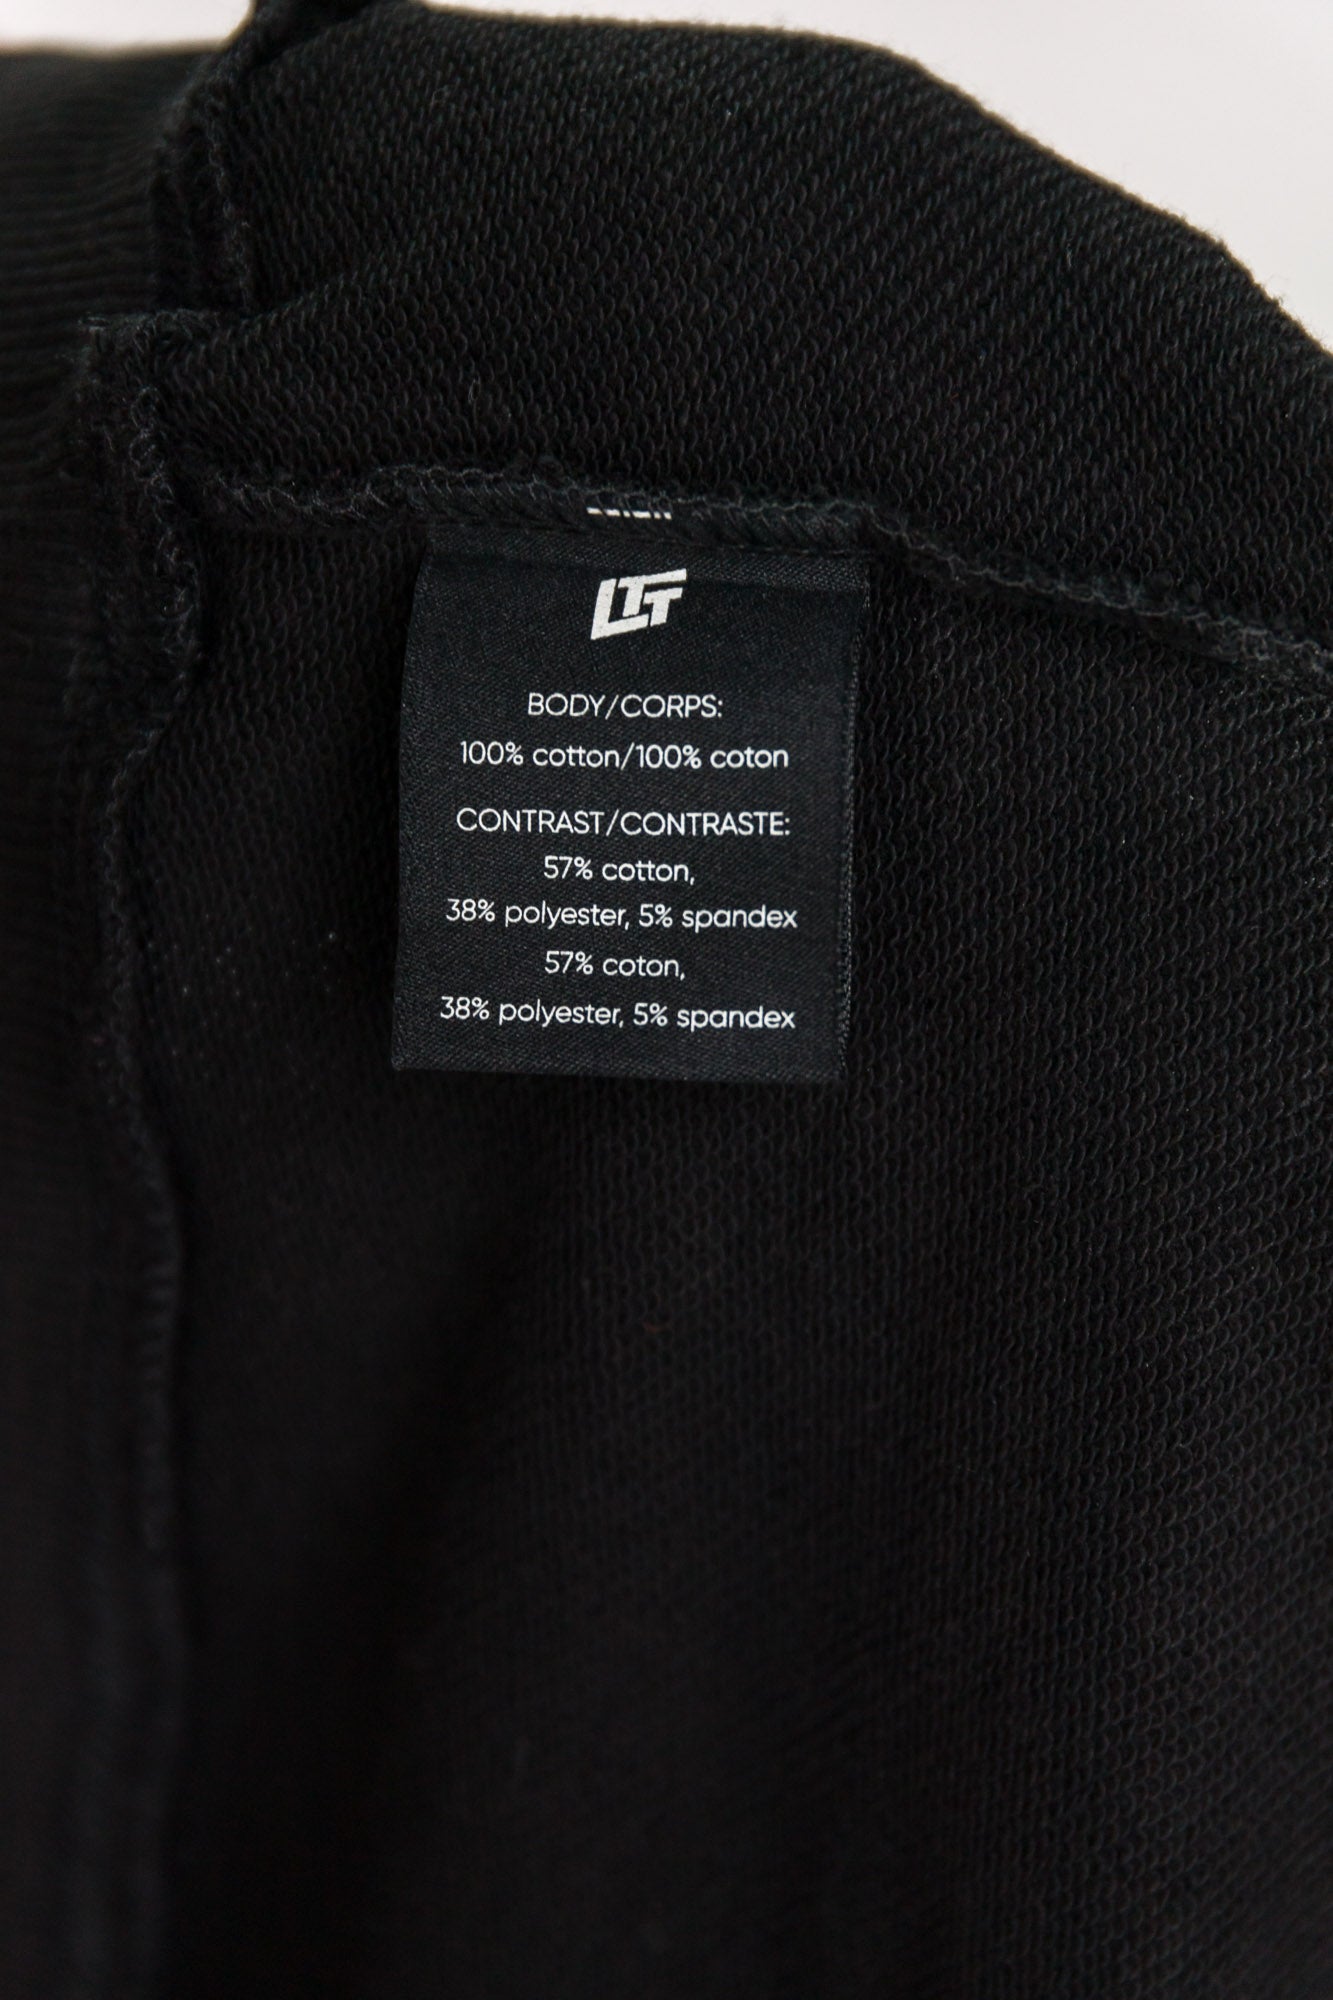 LTT
BODY/CORPS:
100% cotton/100% coton
CONTRAST/CONTRASTE:
57% cotton,
38% polyester, 5% spandex
57% coton,
38% polyester, 5% spandex